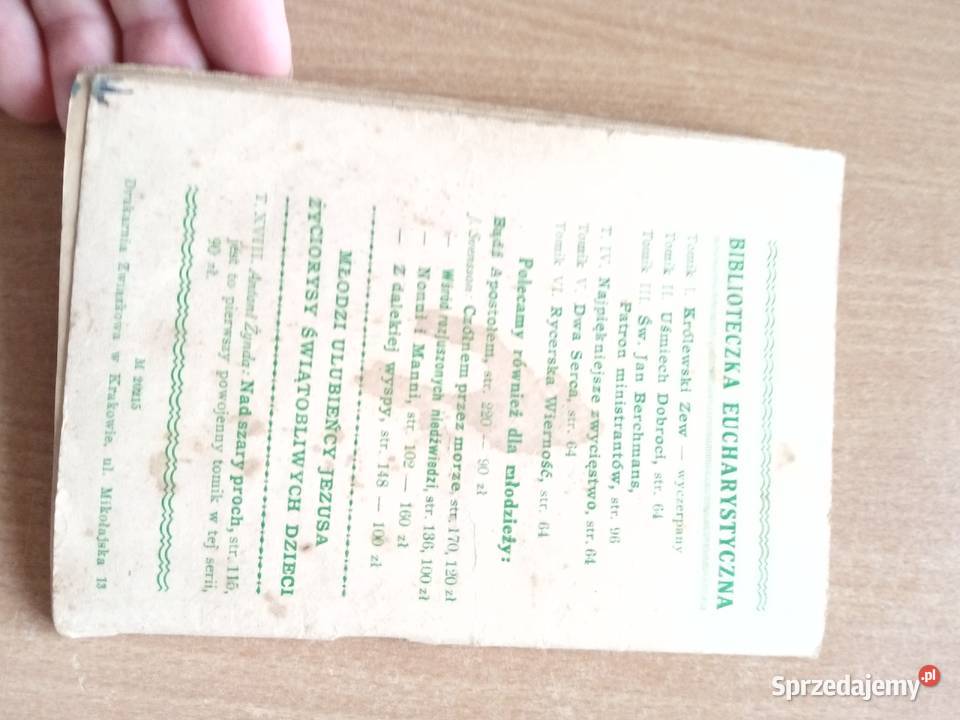 BIBLIOTECZKA EUCHARYSTYCZNA
Tomik I. Królewski Zew — wyczerpany
Tomik II. Uśmiech Dobroci, str. 64
Tomik III. Św. Jan Berchmans,
Patron ministrantów, str. 96
T. IV. Najpiękniejsze zwycięstwo, str. 64
Tomik V. Dwa Serca, str. 64
Tomik VI. Rycerska Wierność, str. 64
Polecamy również dla młodzieży:
Bądź Apostołem, str. 220 — 90 zł
J. Svensson: Czółnem przez morze, str. 170, 120 zł
— Wśród rozjuszonych niedźwiedzi, str. 136, 100 zł
— Nonni i Manni, str. 102 — 160 zł
— Z dalekiej wyspy, str. 148 — 100 zł
MŁODZI ULUBIEŃCY JEZUSA
ŻYCIORYSY ŚWIĄTOBLIWYCH DZIECI
T. XVIII. Antoni Żynda: Nad szary proch, str. 115,
jest to pierwszy powojenny tomik w tej serii,
90 zł.
M 20215
Drukarnia Związkowa w Krakowie, ul. Mikołajska 13
Sprzedajemy.pl